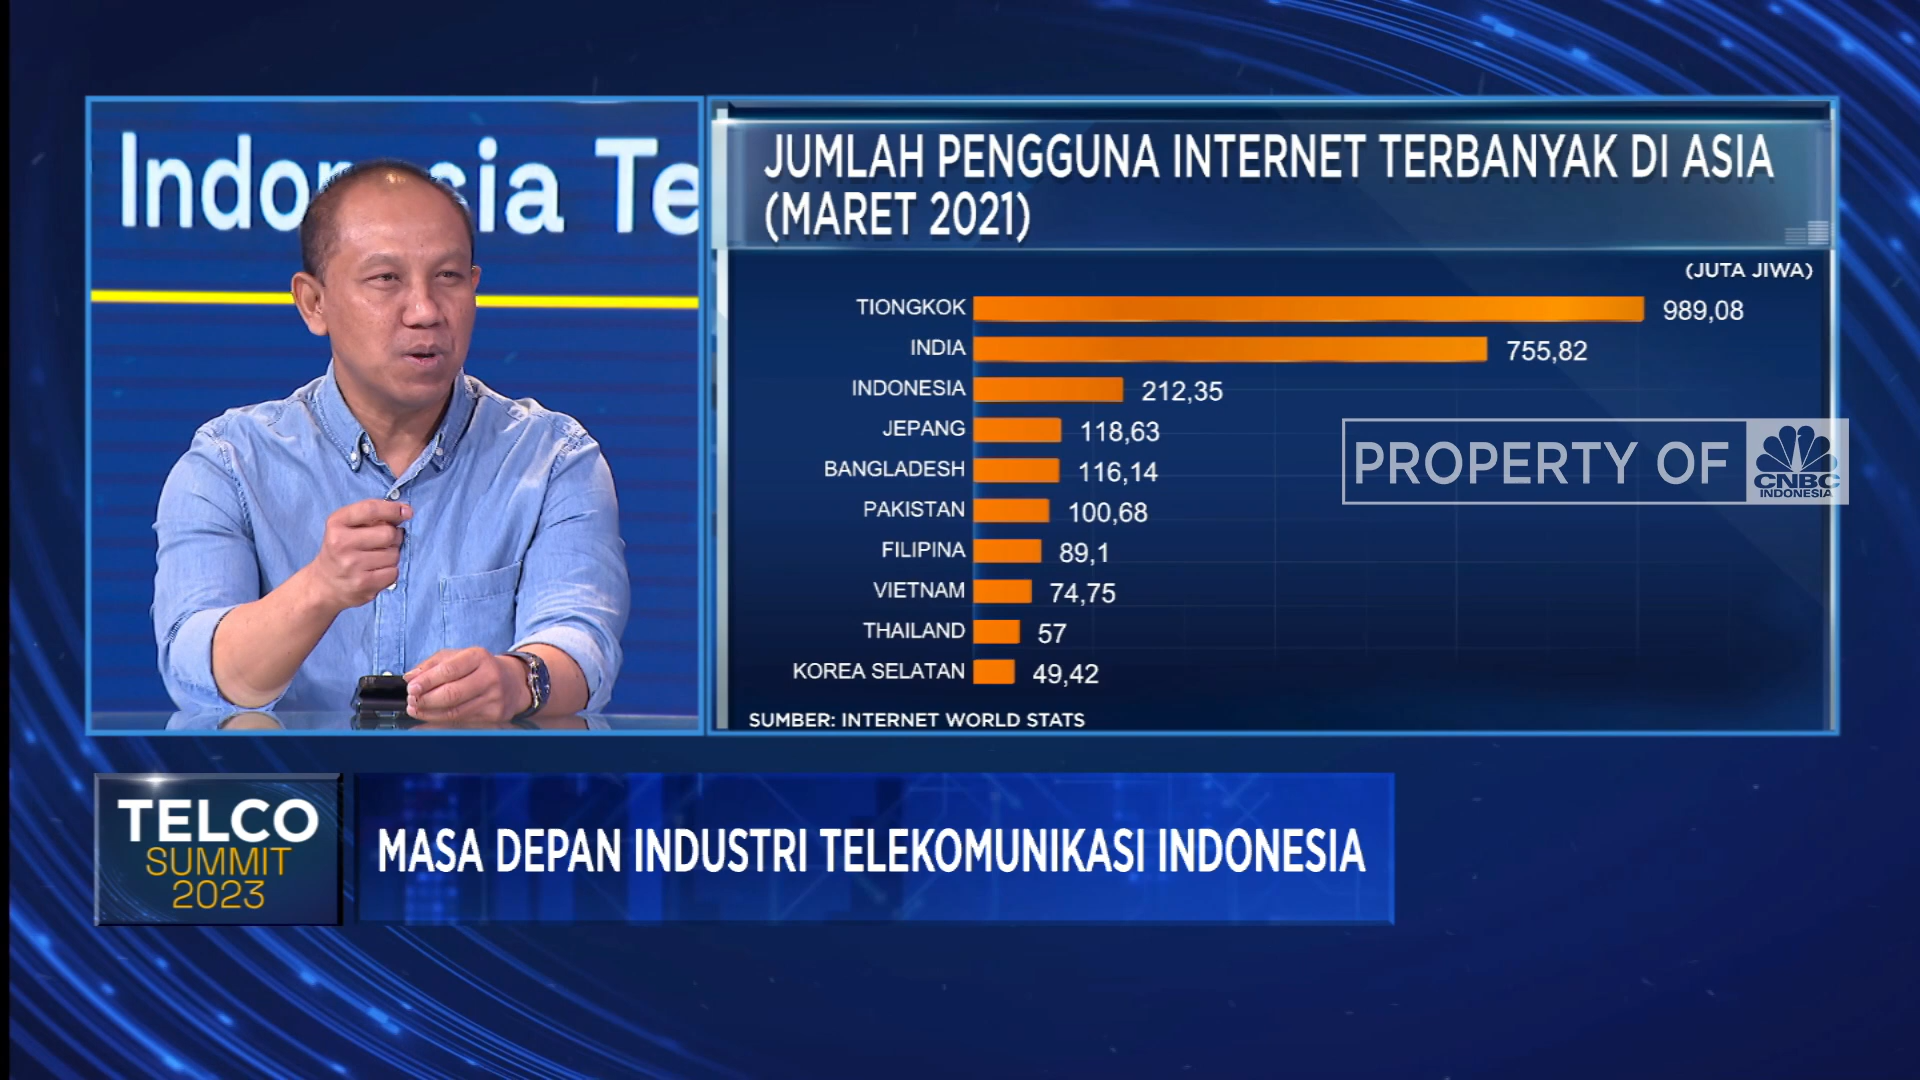 Indo sia Te
JUMLAH PENGGUNA INTERNET TERBANYAK DI ASIA
(MARET 2021)
(JUTA JIWA)
TIONGKOK 989,08
INDIA 755,82
INDONESIA 212,35
JEPANG 118,63
BANGLADESH 116,14
PAKISTAN 100,68
FILIPINA 89,1
VIETNAM 74,75
THAILAND 57
KOREA SELATAN 49,42
SUMBER: INTERNET WORLD STATS
PROPERTY OF
CNBC
INDONESIA
TELCO
SUMMIT
2023
MASA DEPAN INDUSTRI TELEKOMUNIKASI INDONESIA